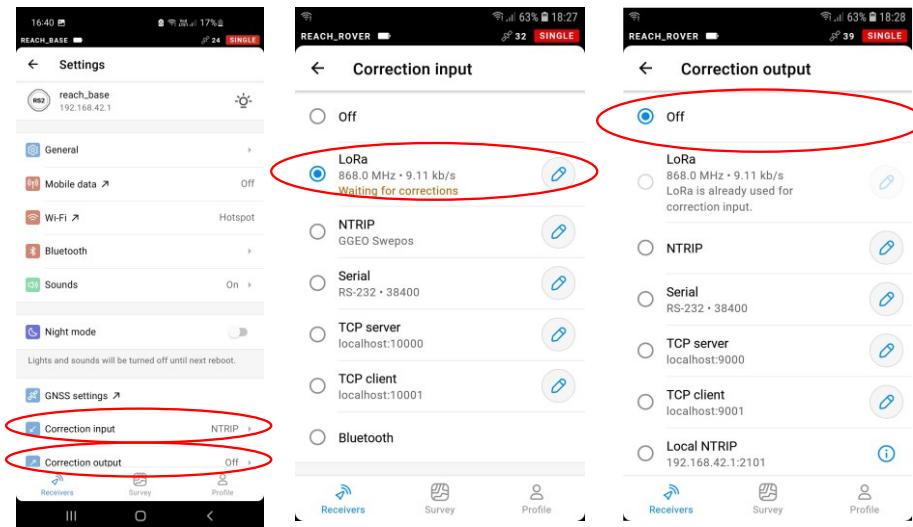 16:40 17%
REACH_BASE 24 SINGLE
Settings
RS2
reach_base
192.168.42.1
General
Mobile data Off
Wi-Fi Hotspot
Bluetooth
Sounds On
Night mode
Lights and sounds will be turned off until next reboot.
GNSS settings
Correction input NTRIP
Correction output Off
Receivers Survey Profile
63% 18:27
REACH_ROVER 32 SINGLE
Correction input
Off
LoRa
868.0 MHz • 9.11 kb/s
Waiting for corrections
NTRIP
GGEO Swepos
Serial
RS-232 • 38400
TCP server
localhost:10000
TCP client
localhost:10001
Bluetooth
Receivers Survey Profile
63% 18:28
REACH_ROVER 39 SINGLE
Correction output
Off
LoRa
868.0 MHz • 9.11 kb/s
LoRa is already used for
correction input.
NTRIP
Serial
RS-232 • 38400
TCP server
localhost:9000
TCP client
localhost:9001
Local NTRIP
192.168.42.1:2101
Receivers Survey Profile